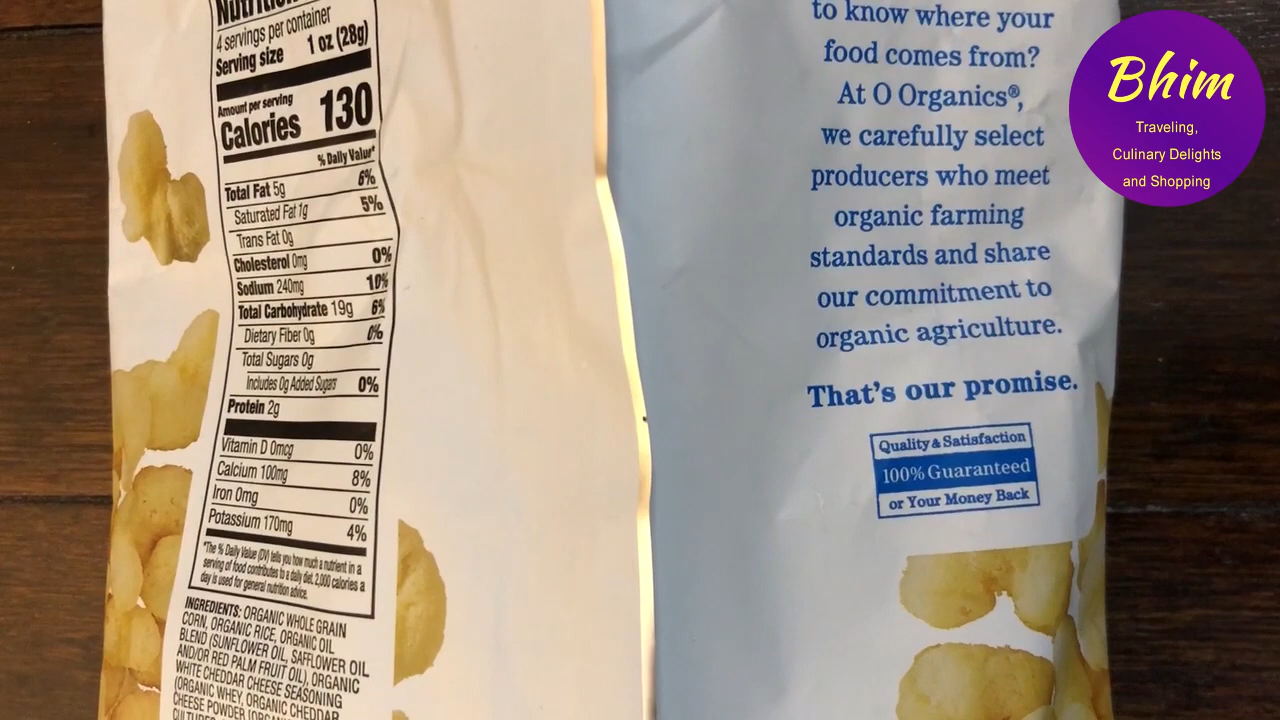 Nutrition
4 servings per container
Serving size 1 oz (28g)
Amount per serving
Calories 130
% Daily Value*
Total Fat 5g 6%
Saturated Fat 1g 5%
Trans Fat 0g
Cholesterol 0mg 0%
Sodium 240mg 10%
Total Carbohydrate 19g 6%
Dietary Fiber 0g 0%
Total Sugars 0g
Includes 0g Added Sugars 0%
Protein 2g
Vitamin D 0mcg 0%
Calcium 100mg 8%
Iron 0mg 0%
Potassium 170mg 4%
*The % Daily Value (DV) tells you how much a nutrient in a
serving of food contributes to a daily diet. 2,000 calories a
day is used for general nutrition advice.
INGREDIENTS: ORGANIC WHOLE GRAIN
CORN, ORGANIC RICE, ORGANIC OIL
BLEND (SUNFLOWER OIL, SAFFLOWER OIL
AND/OR RED PALM FRUIT OIL), ORGANIC
WHITE CHEDDAR CHEESE SEASONING
(ORGANIC WHEY, ORGANIC CHEDDAR
CHEESE POWDER
to know where your
food comes from?
At O Organics®,
we carefully select
producers who meet
organic farming
standards and share
our commitment to
organic agriculture.
That's our promise.
Quality & Satisfaction
100% Guaranteed
or Your Money Back
Bhim
Traveling,
Culinary Delights
and Shopping